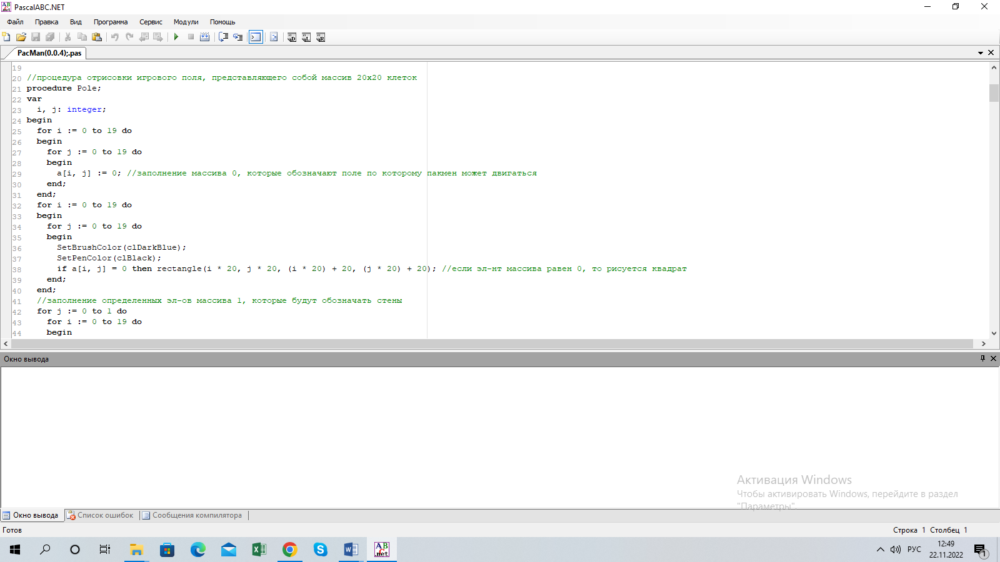 PascalABC.NET
Файл Правка Вид Программа Сервис Модули Помощь
PacMan(0.0.4);.pas
19
20 //процедура отрисовки игрового поля, представляющего собой массив 20x20 клеток
21 procedure Pole;
22 var
23 i, j: integer;
24 begin
25 for i := 0 to 19 do
26 begin
27 for j := 0 to 19 do
28 begin
29 a[i, j] := 0; //заполнение массива 0, которые обозначают поле по которому пакмен может двигаться
30 end;
31 end;
32 for i := 0 to 19 do
33 begin
34 for j := 0 to 19 do
35 begin
36 SetBrushColor(clDarkBlue);
37 SetPenColor(clBlack);
38 if a[i, j] = 0 then rectangle(i * 20, j * 20, (i * 20) + 20, (j * 20) + 20); //если эл-нт массива равен 0, то рисуется квадрат
39 end;
40 end;
41 //заполнение определенных эл-ов массива 1, которые будут обозначать стены
42 for j := 0 to 1 do
43 for i := 0 to 19 do
44 begin
Окно вывода
Активация Windows
Чтобы активировать Windows, перейдите в раздел
"Параметры".
Окно вывода Список ошибок Сообщения компилятора
Готов Строка 1 Столбец 1
РУС 12:49
22.11.2022
1